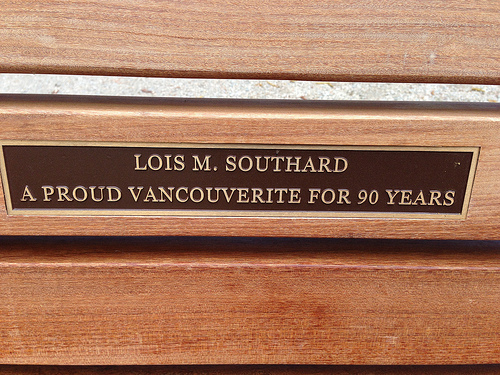 LOIS M. SOUTHARD
A PROUD VANCOUVERITE FOR 90 YEARS